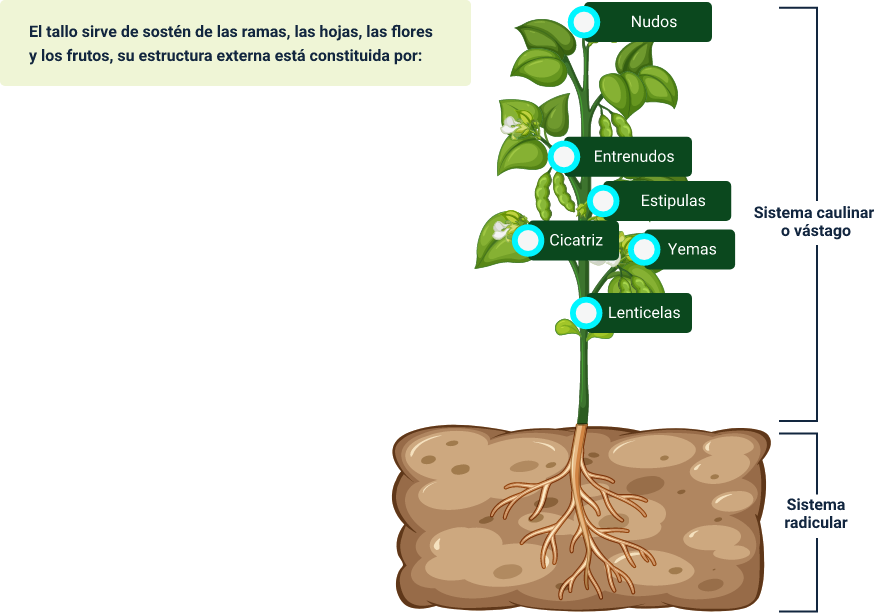 El tallo sirve de sostén de las ramas, las hojas, las flores
y los frutos, su estructura externa está constituida por:
Nudos
Entrenudos
Estipulas
Cicatriz
Yemas
Lenticelas
Sistema caulinar
o vástago
Sistema
radicular